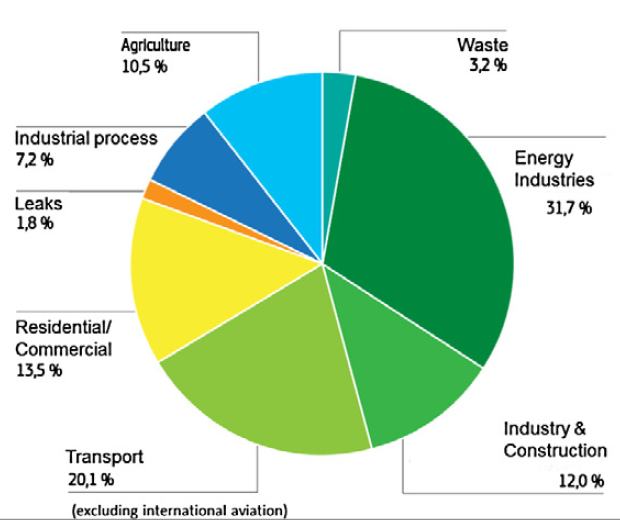 Agriculture
10,5 %
Waste
3,2 %
Industrial process
7,2 %
Energy
Industries
31,7 %
Leaks
1,8 %
Residential/
Commercial
13,5 %
Industry &
Construction
12,0 %
Transport
20,1 %
(excluding international aviation)